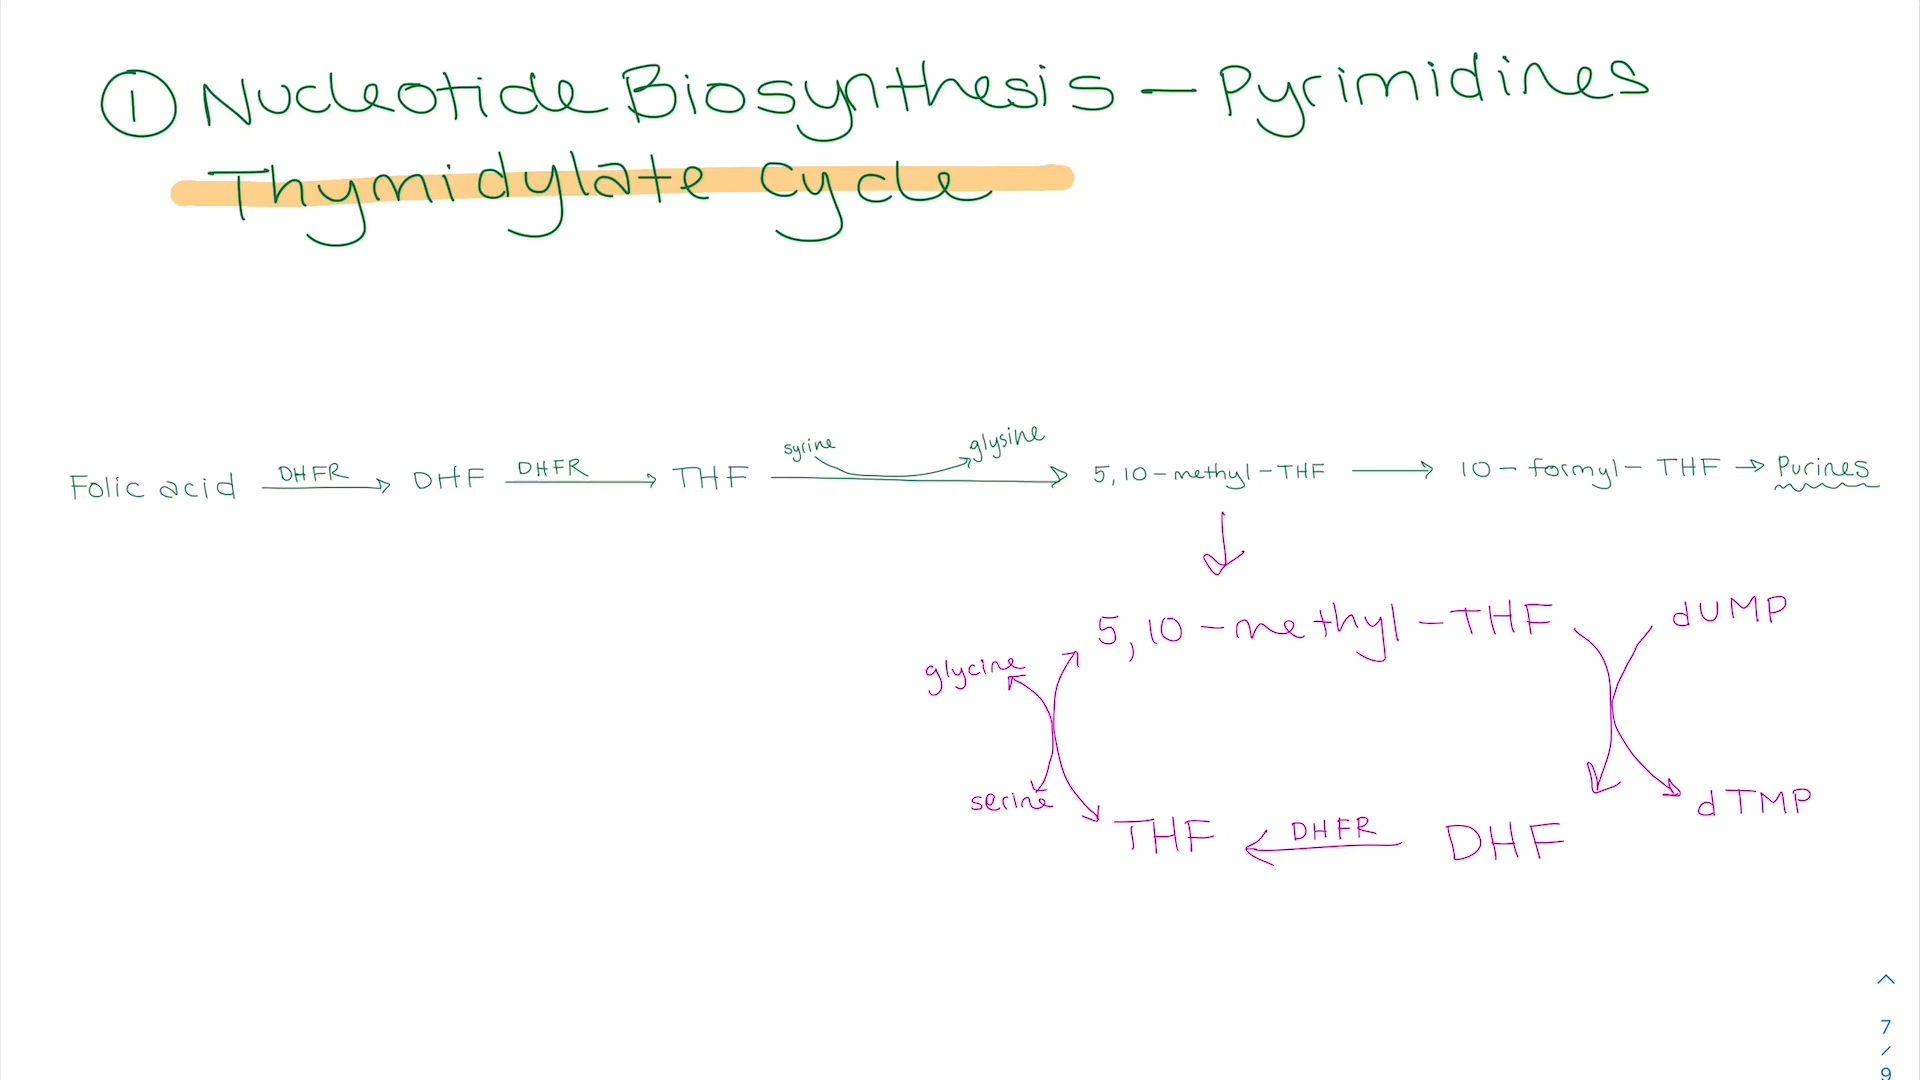 ① Nucleotide Biosynthesis - Pyrimidines
Thymidylate Cycle
syrine glysine
Folic acid DHFR DHF DHFR THF 5,10-methyl-THF 10-formyl-THF → Purines
5,10-methyl-THF dUMP
glycine
serine dTMP
THF DHFR DHF
^
7
/
9